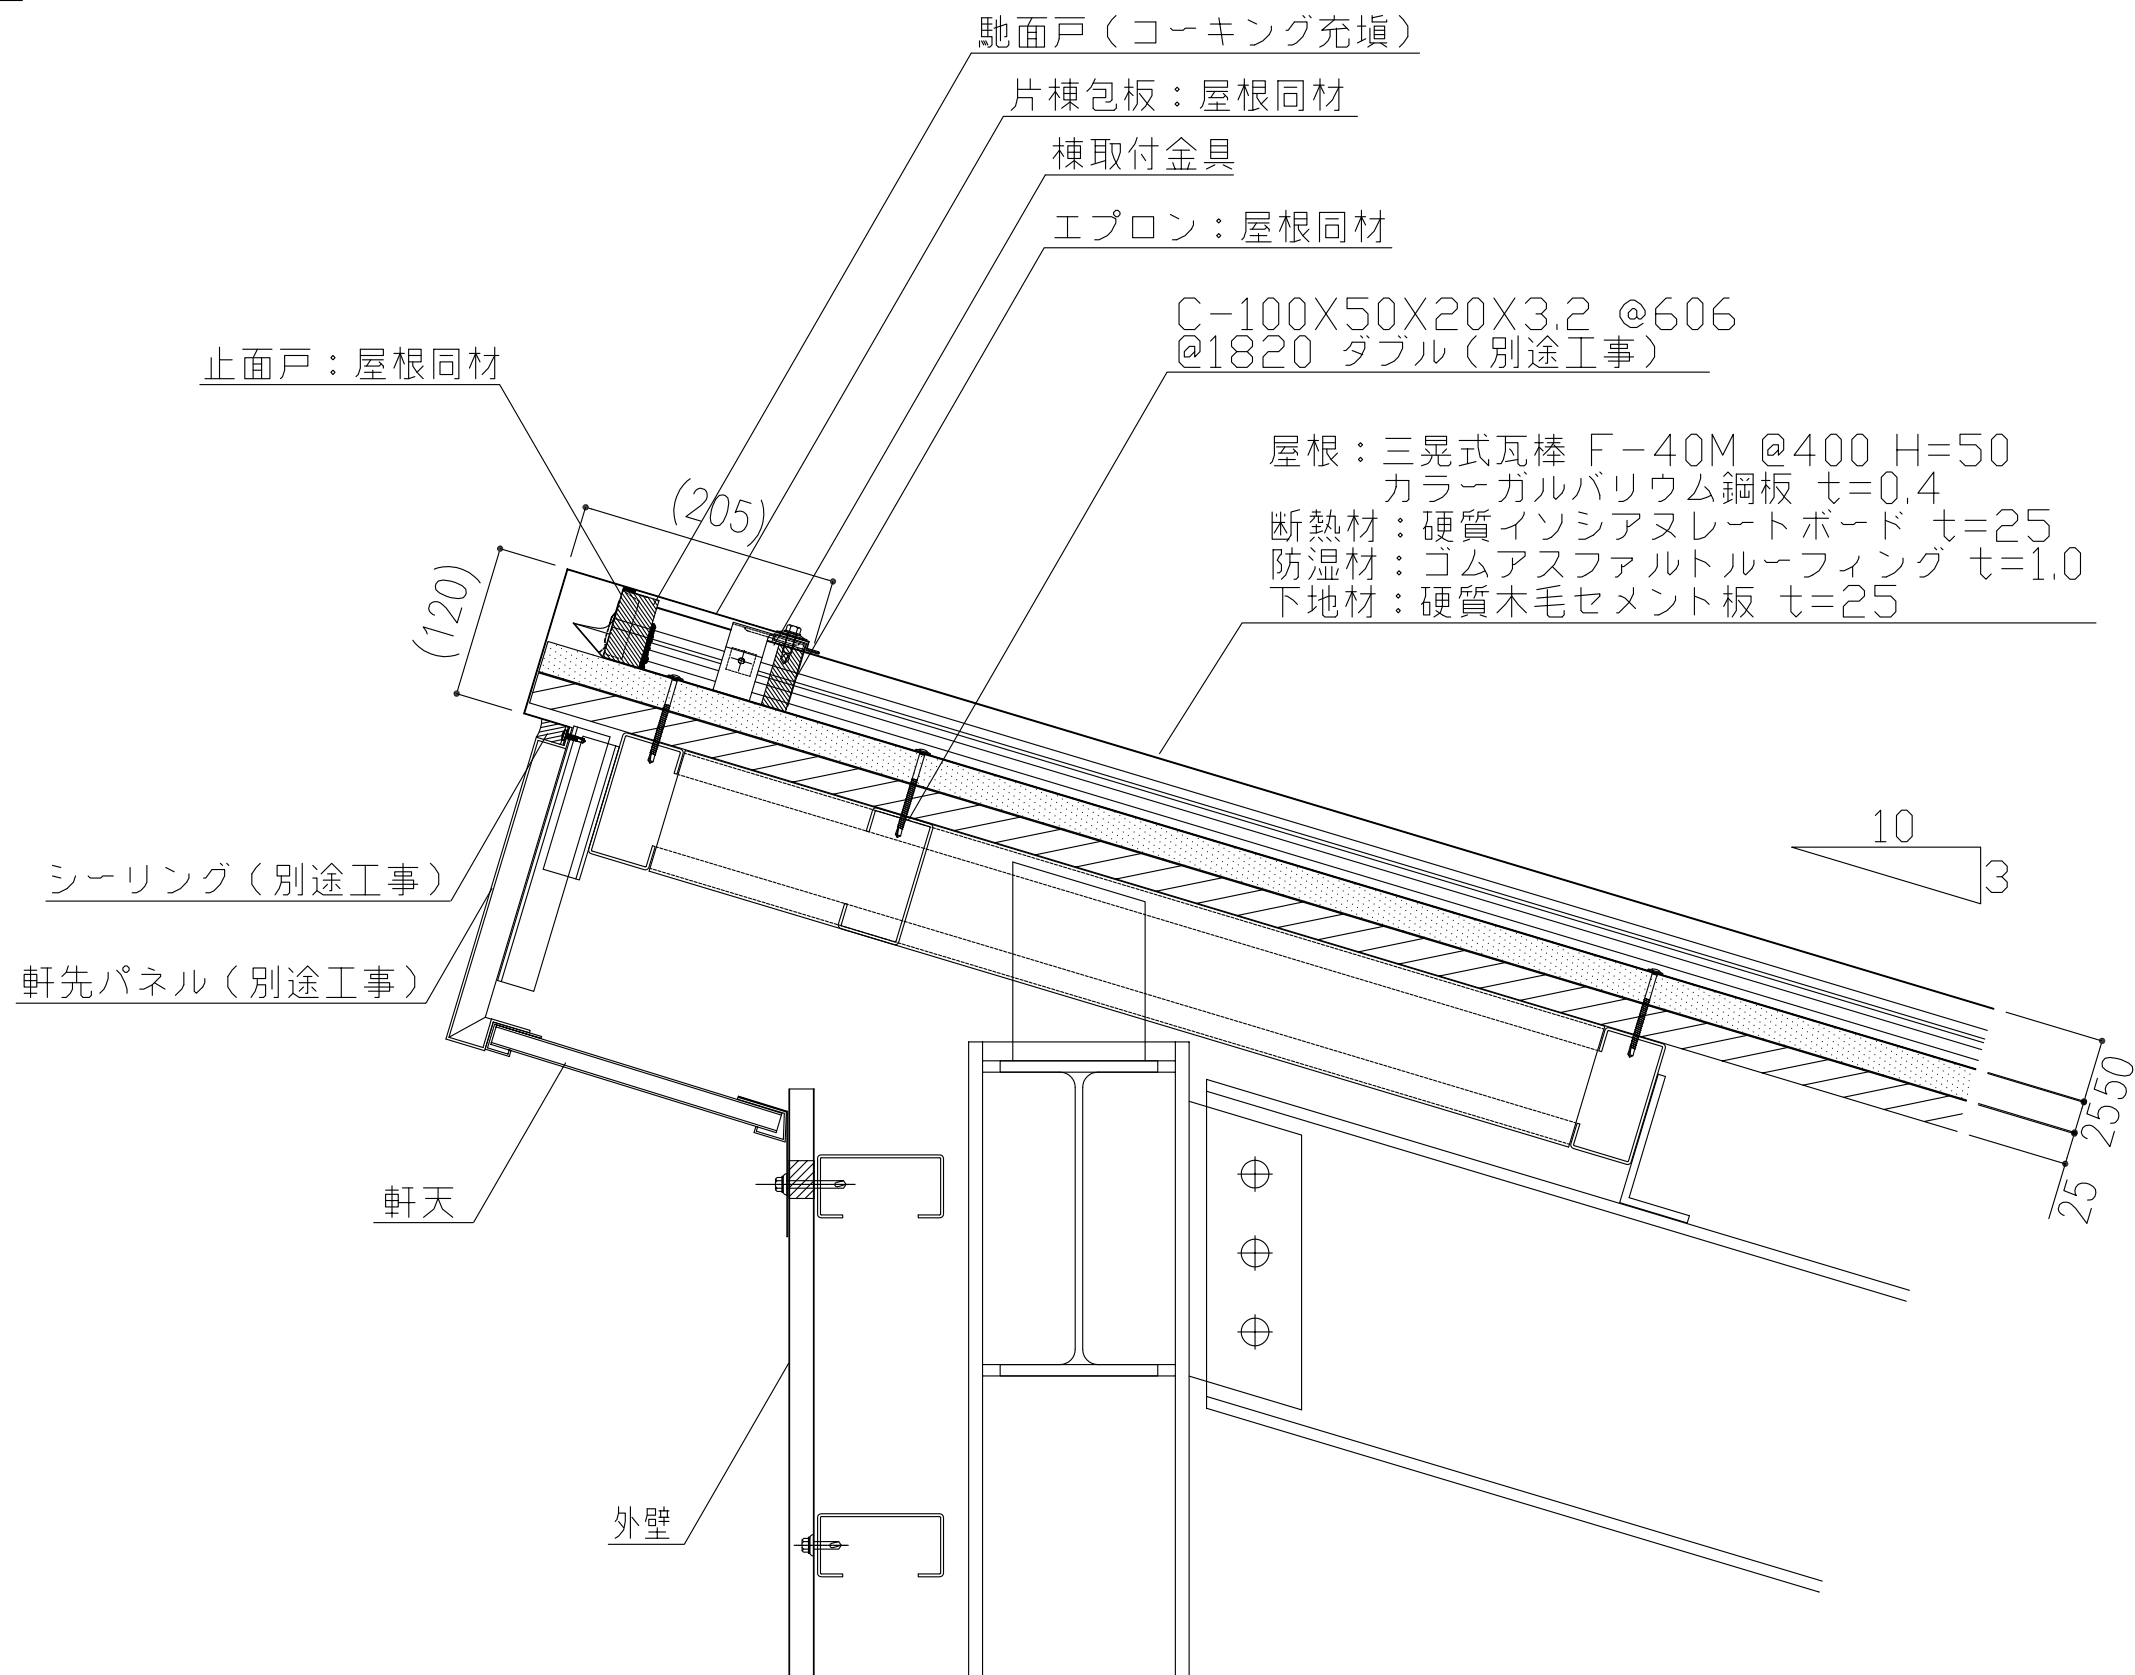 馳面戸（コーキング充填）
片棟包板：屋根同材
棟取付金具
エプロン：屋根同材
C-100X50X20X3.2 @606
@1820 ダブル（別途工事）
止面戸：屋根同材
屋根：三晃式瓦棒 F-40M @400 H=50
カラーガルバリウム鋼板 t=0.4
断熱材：硬質イソシアヌレートボード t=25
防湿材：ゴムアスファルトルーフィング t=1.0
下地材：硬質木毛セメント板 t=25
(205)
(120)
10
3
シーリング（別途工事）
軒先パネル（別途工事）
50
25
25
軒天
外壁